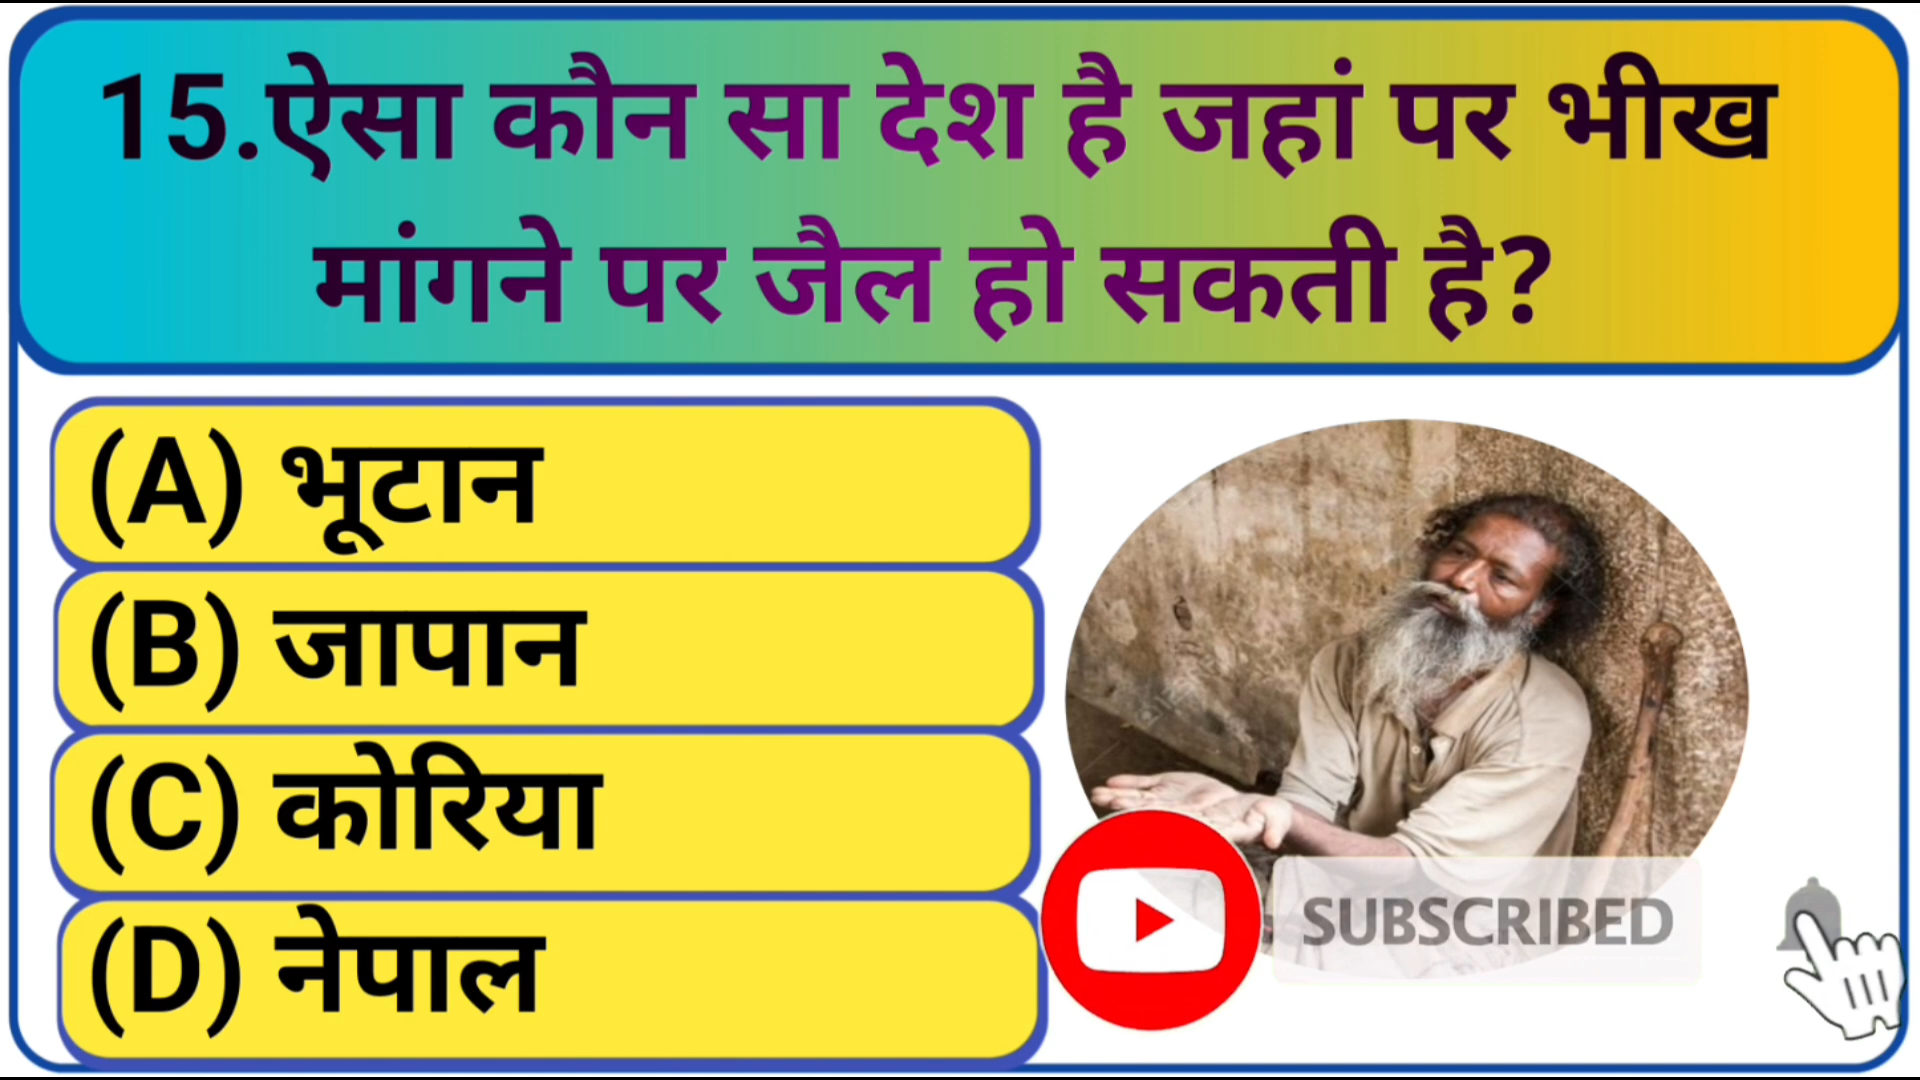 15.ऐसा कौन सा देश है जहां पर भीख
मांगने पर जैल हो सकती है?
(A) भूटान
(B) जापान
(C) कोरिया
(D) नेपाल
SUBSCRIBED